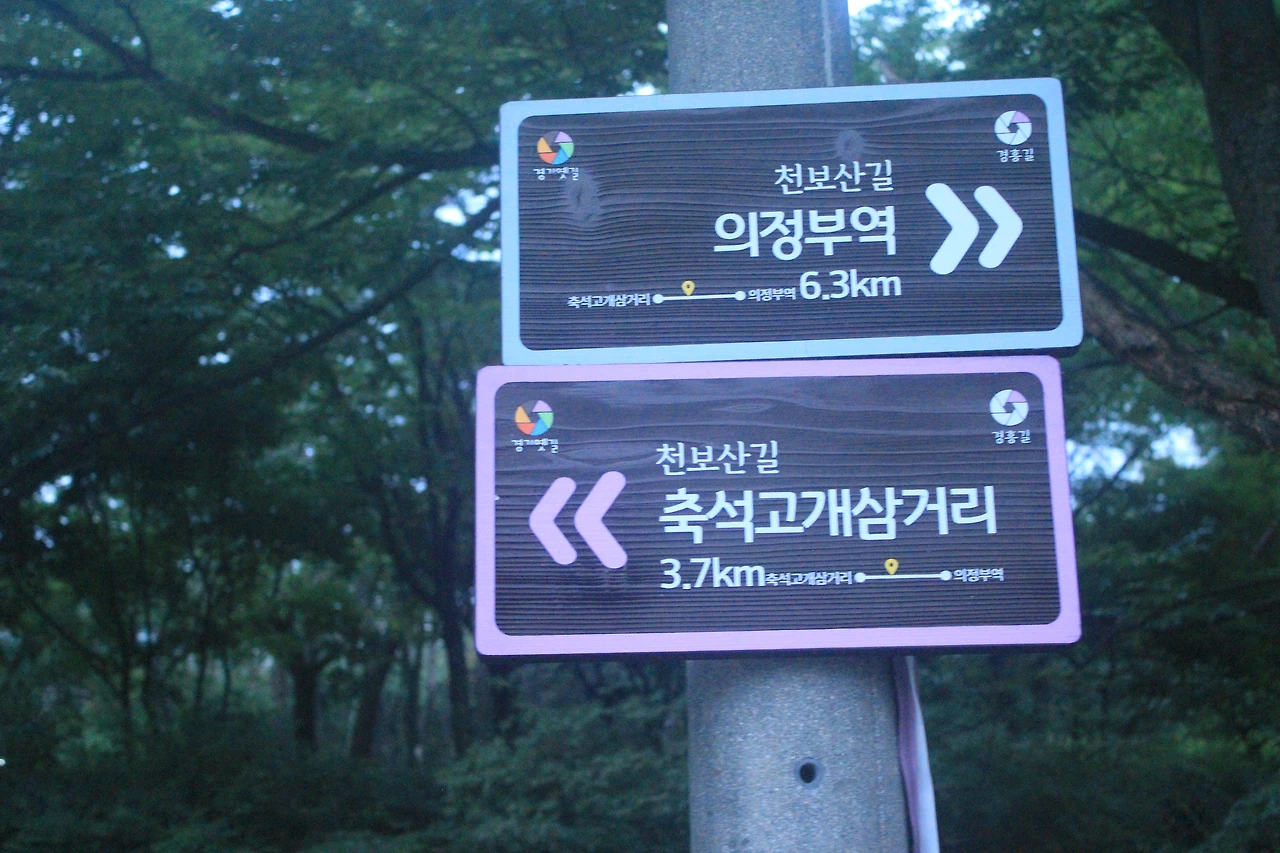 경기옛길
경흥길
천보산길
의정부역
축석고개삼거리 의정부역 6.3km
경기옛길
경흥길
천보산길
축석고개삼거리
3.7km 축석고개삼거리 의정부역